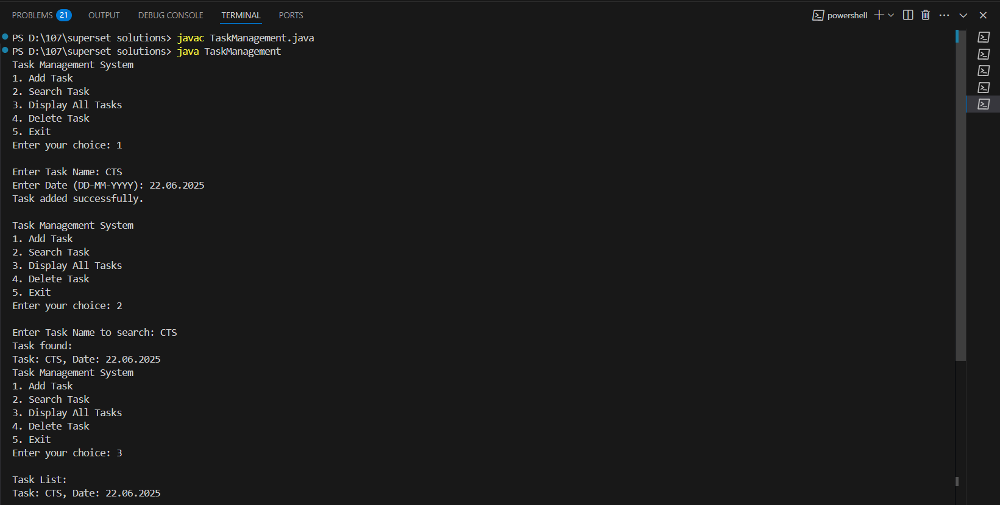 PROBLEMS 21 OUTPUT DEBUG CONSOLE TERMINAL PORTS powershell
PS D:\107\superset solutions> javac TaskManagement.java
PS D:\107\superset solutions> java TaskManagement
Task Management System
1. Add Task
2. Search Task
3. Display All Tasks
4. Delete Task
5. Exit
Enter your choice: 1
Enter Task Name: CTS
Enter Date (DD-MM-YYYY): 22.06.2025
Task added successfully.
Task Management System
1. Add Task
2. Search Task
3. Display All Tasks
4. Delete Task
5. Exit
Enter your choice: 2
Enter Task Name to search: CTS
Task found:
Task: CTS, Date: 22.06.2025
Task Management System
1. Add Task
2. Search Task
3. Display All Tasks
4. Delete Task
5. Exit
Enter your choice: 3
Task List:
Task: CTS, Date: 22.06.2025